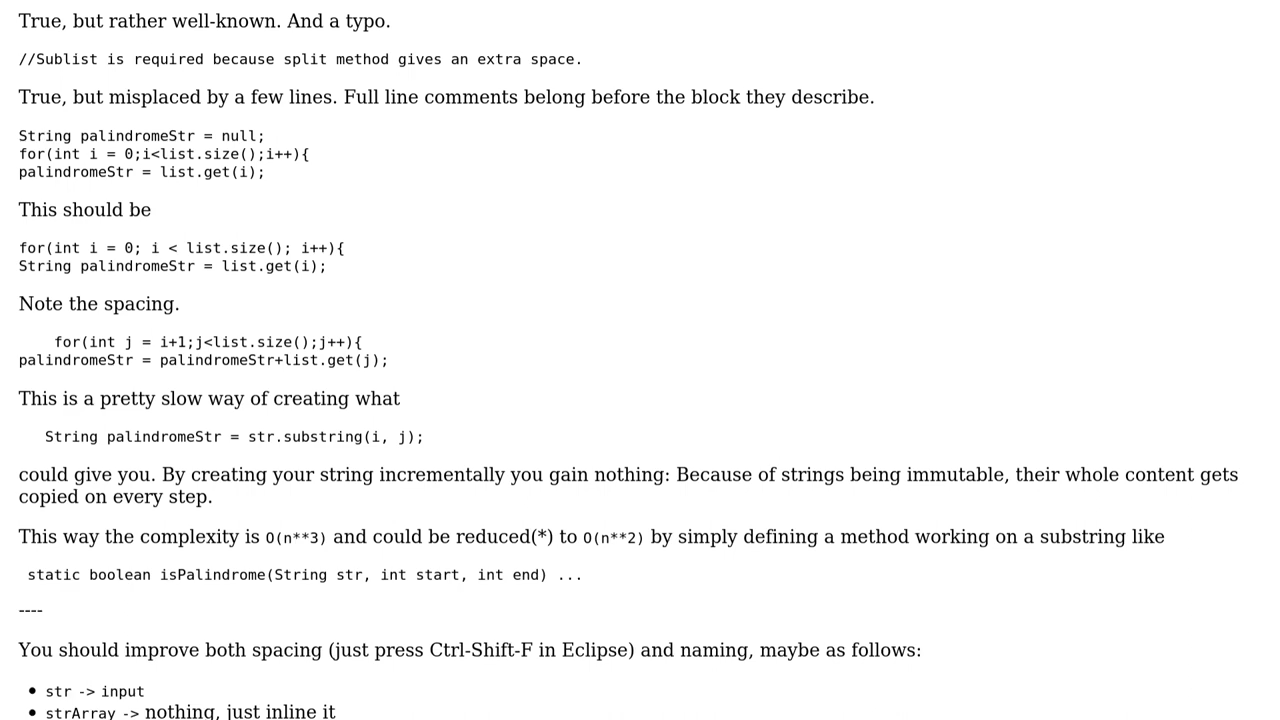 True, but rather well-known. And a typo.
//Sublist is required because split method gives an extra space.
True, but misplaced by a few lines. Full line comments belong before the block they describe.
String palindromeStr = null;
for(int i = 0;i<list.size();i++){
palindromeStr = list.get(i);
This should be
for(int i = 0; i < list.size(); i++){
String palindromeStr = list.get(i);
Note the spacing.
    for(int j = i+1;j<list.size();j++){
palindromeStr = palindromeStr+list.get(j);
This is a pretty slow way of creating what
   String palindromeStr = str.substring(i, j);
could give you. By creating your string incrementally you gain nothing: Because of strings being immutable, their whole content gets
copied on every step.
This way the complexity is O(n**3) and could be reduced(*) to O(n**2) by simply defining a method working on a substring like
 static boolean isPalindrome(String str, int start, int end) ...
----
You should improve both spacing (just press Ctrl-Shift-F in Eclipse) and naming, maybe as follows:
• str -> input
• strArray -> nothing, just inline it